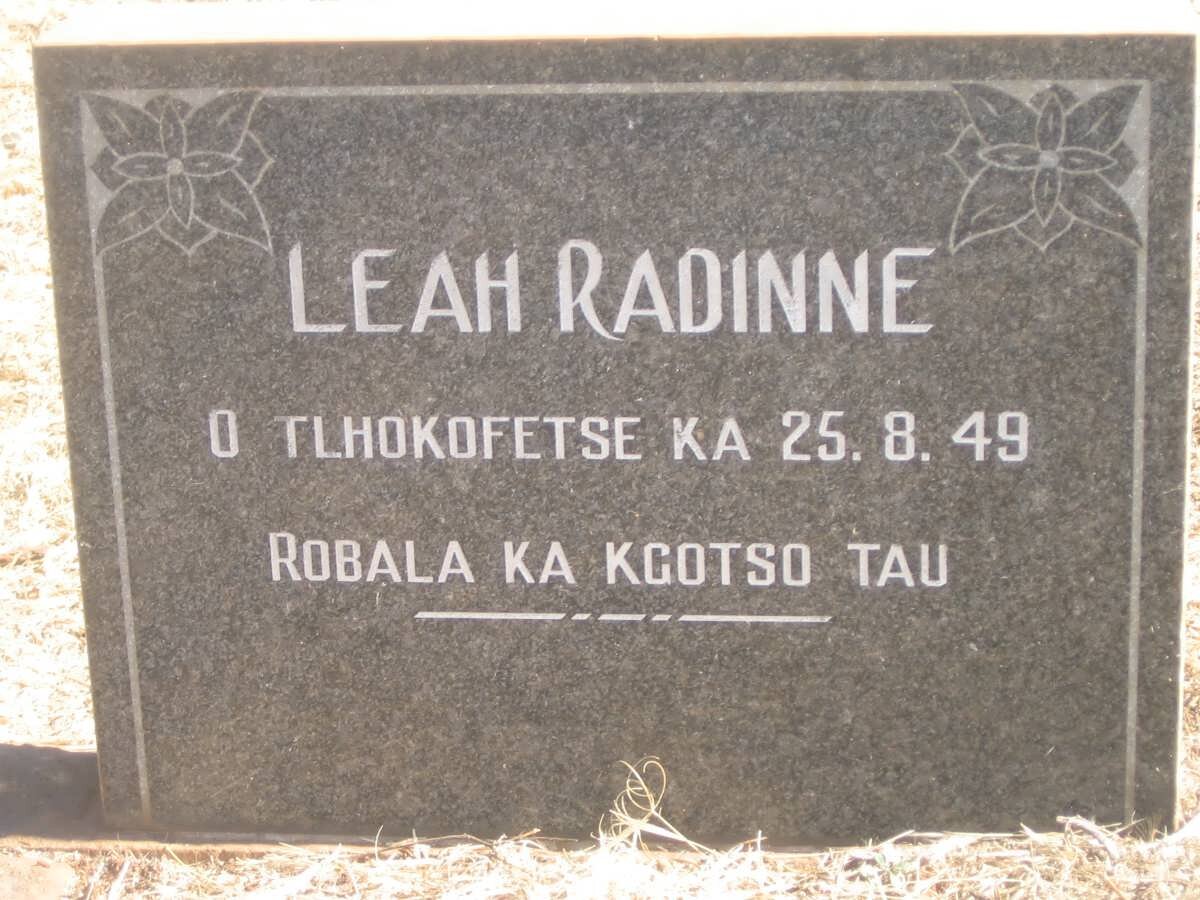 LEAH RADINNE
O TLHOKOFETSE KA 25. 8. 49
ROBALA KA KGOTSO TAU